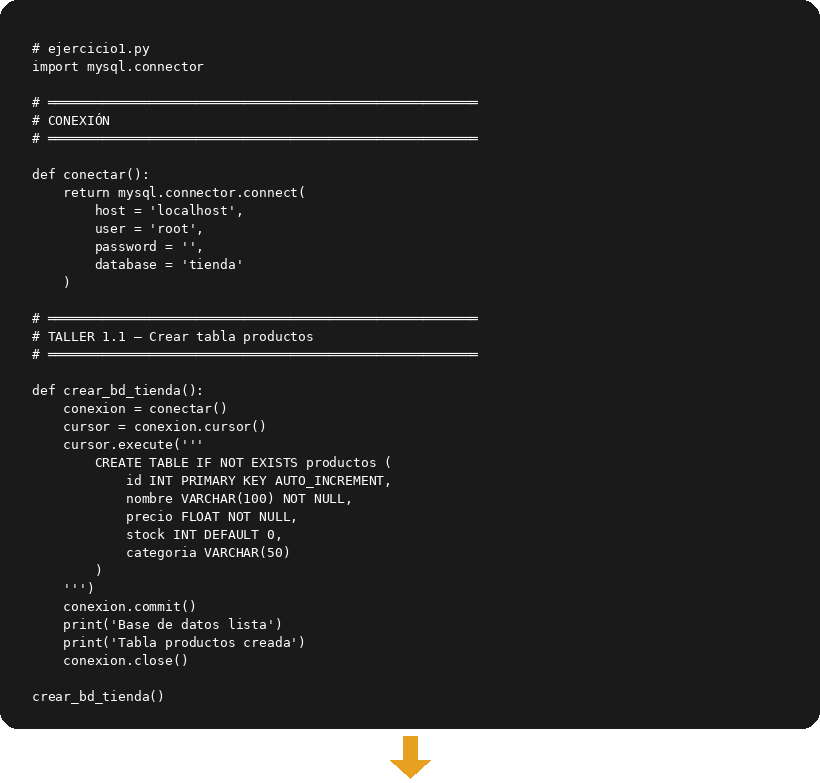 # ejercicio1.py
import mysql.connector
# ═══════════════════════════════════════════════════════
# CONEXIÓN
# ═══════════════════════════════════════════════════════
def conectar():
    return mysql.connector.connect(
        host = 'localhost',
        user = 'root',
        password = '',
        database = 'tienda'
    )
# ═══════════════════════════════════════════════════════
# TALLER 1.1 — Crear tabla productos
# ═══════════════════════════════════════════════════════
def crear_bd_tienda():
    conexion = conectar()
    cursor = conexion.cursor()
    cursor.execute('''
        CREATE TABLE IF NOT EXISTS productos (
            id INT PRIMARY KEY AUTO_INCREMENT,
            nombre VARCHAR(100) NOT NULL,
            precio FLOAT NOT NULL,
            stock INT DEFAULT 0,
            categoria VARCHAR(50)
        )
    ''')
    conexion.commit()
    print('Base de datos lista')
    print('Tabla productos creada')
    conexion.close()
crear_bd_tienda()